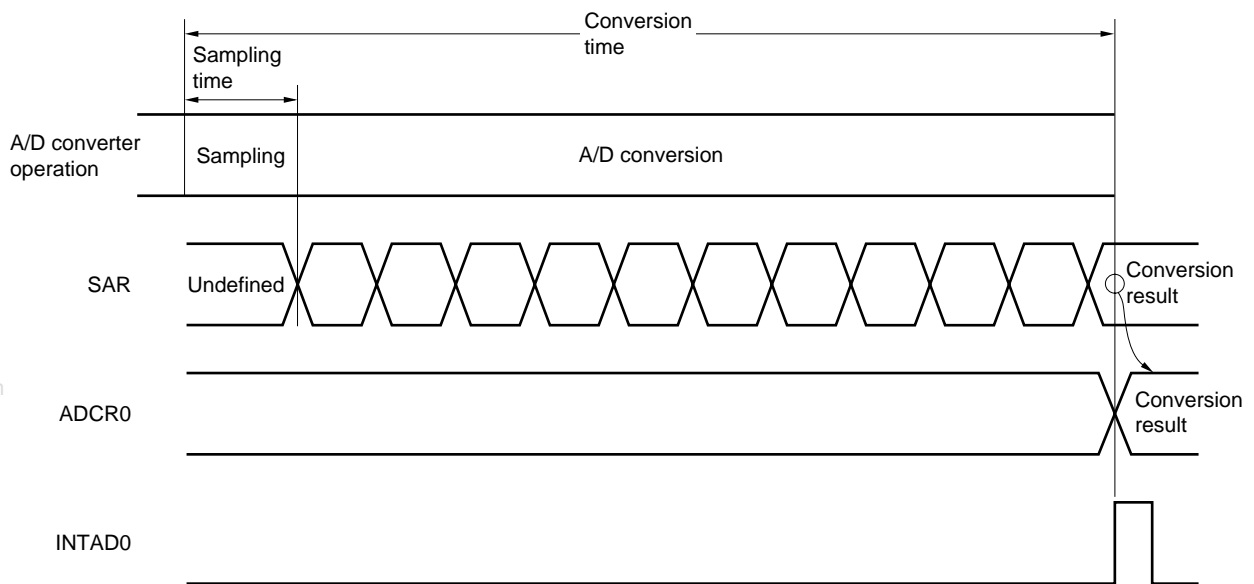 Conversion
time
Sampling
time
A/D converter
operation
Sampling
A/D conversion
SAR
Undefined
Conversion
result
n
ADCR0
Conversion
result
INTAD0